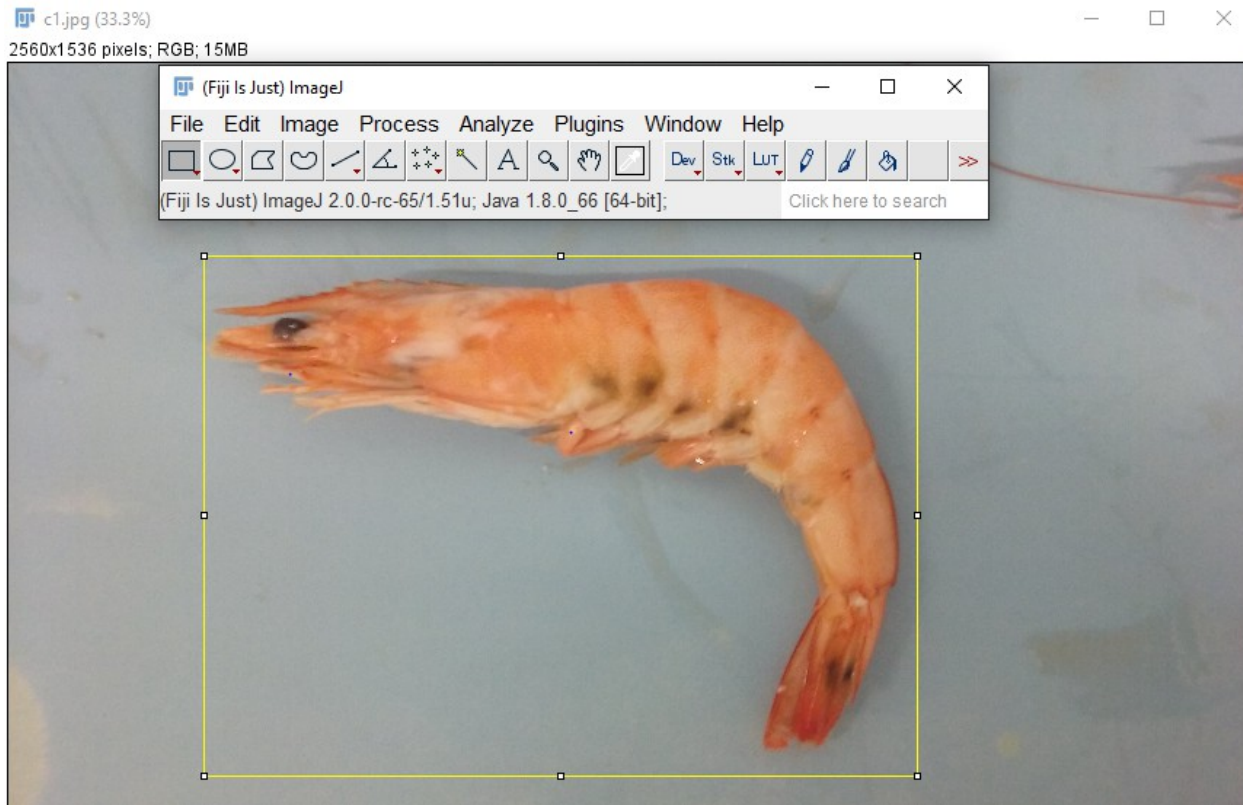 c1.jpg (33.3%)
2560x1536 pixels; RGB; 15MB
(Fiji Is Just) ImageJ
File Edit Image Process Analyze Plugins Window Help
A Dev Stk LUT >>
(Fiji Is Just) ImageJ 2.0.0-rc-65/1.51u; Java 1.8.0_66 [64-bit]; Click here to search